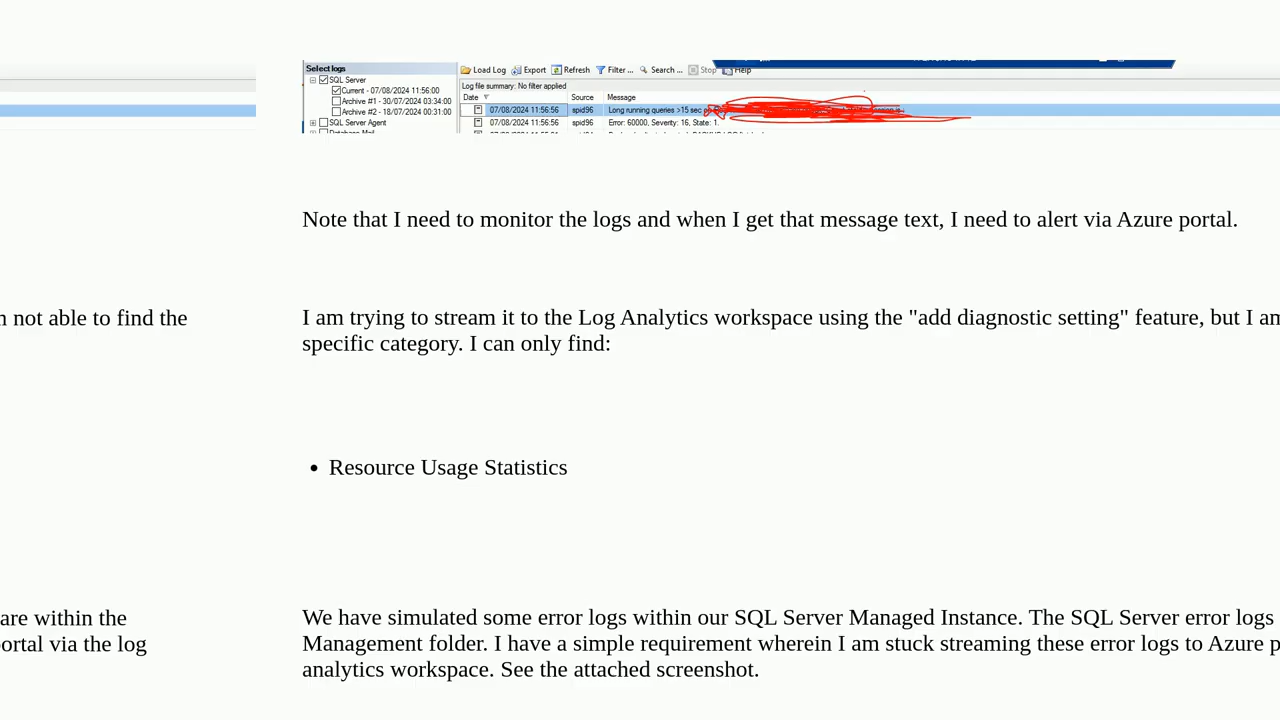 Select logs
SQL Server
Current - 07/08/2024 11:56:00
Archive #1 - 30/07/2024 03:34:00
Archive #2 - 18/07/2024 00:31:00
SQL Server Agent
Load Log Export Refresh Filter ... Search ... Stop Help
Log file summary: No filter applied
Date Source Message
07/08/2024 11:56:56 spid96 Long running queries >15 sec
07/08/2024 11:56:56 spid96 Error: 60000, Severity: 16, State: 1.
Note that I need to monitor the logs and when I get that message text, I need to alert via Azure portal.
not able to find the
I am trying to stream it to the Log Analytics workspace using the "add diagnostic setting" feature, but I am
specific category. I can only find:
• Resource Usage Statistics
are within the
portal via the log
We have simulated some error logs within our SQL Server Managed Instance. The SQL Server error logs
Management folder. I have a simple requirement wherein I am stuck streaming these error logs to Azure p
analytics workspace. See the attached screenshot.